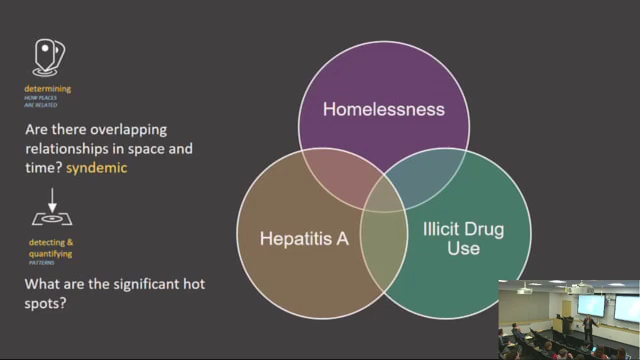 determining
HOW PLACES
ARE RELATED
Are there overlapping
relationships in space and
time? syndemic
detecting &
quantifying
PATTERNS
What are the significant hot
spots?
Homelessness
Hepatitis A
Illicit Drug
Use